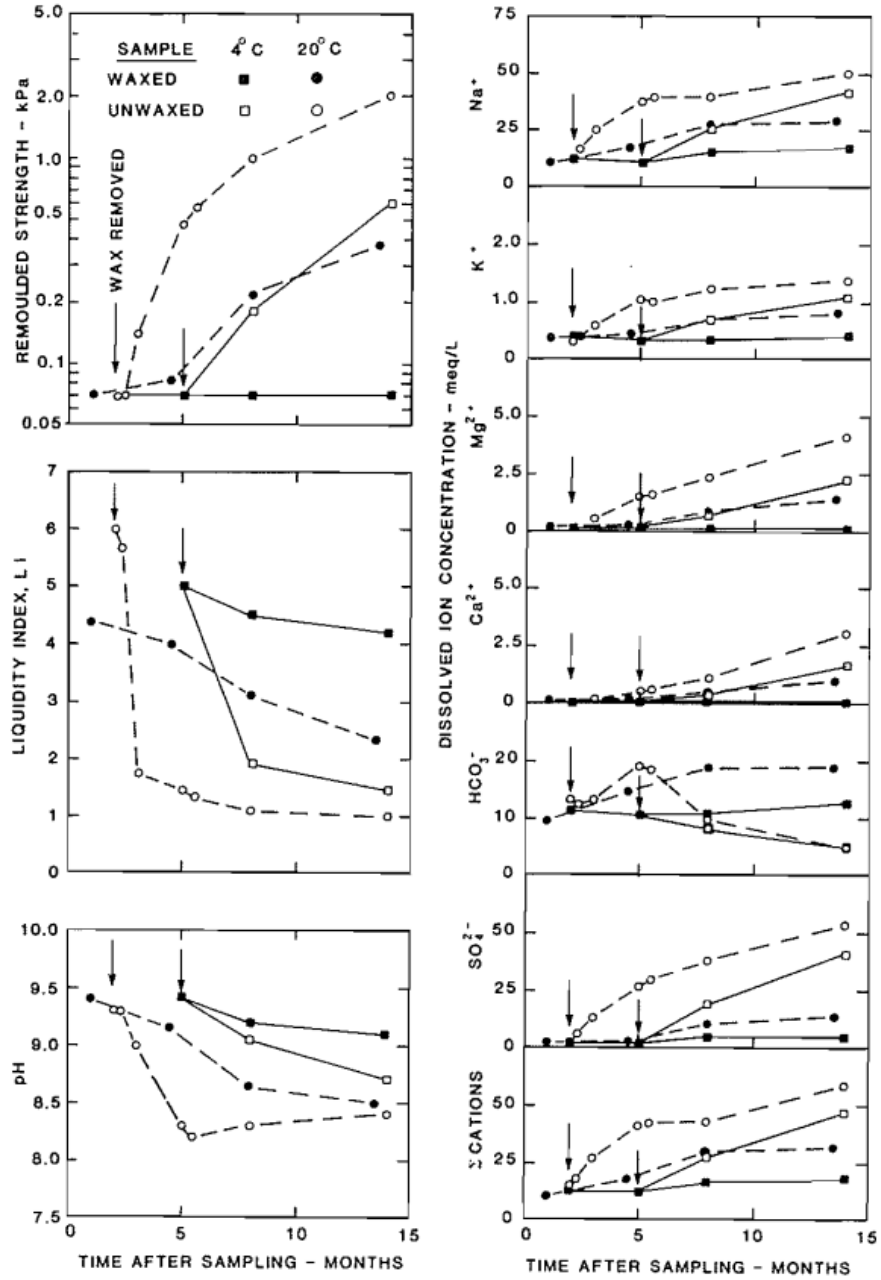 REMOULDED STRENGTH - kPa
5.0
2.0
1.0
0.5
0.2
0.1
0.05
SAMPLE 4°C 20°C
WAXED
UNWAXED
WAX REMOVED
LIQUIDITY INDEX, LI
7
6
5
4
3
2
1
0
pH
10.0
9.5
9.0
8.5
8.0
7.5
0 5 10 15
TIME AFTER SAMPLING - MONTHS
DISSOLVED ION CONCENTRATION - meq/L
Na⁺
75
50
25
0
K⁺
2.0
1.0
0
Mg²⁺
5.0
2.5
0
Ca²⁺
5.0
2.5
0
HCO₃⁻
20
10
0
SO₄²⁻
50
25
0
ΣCATIONS
50
25
0
0 5 10 15
TIME AFTER SAMPLING - MONTHS